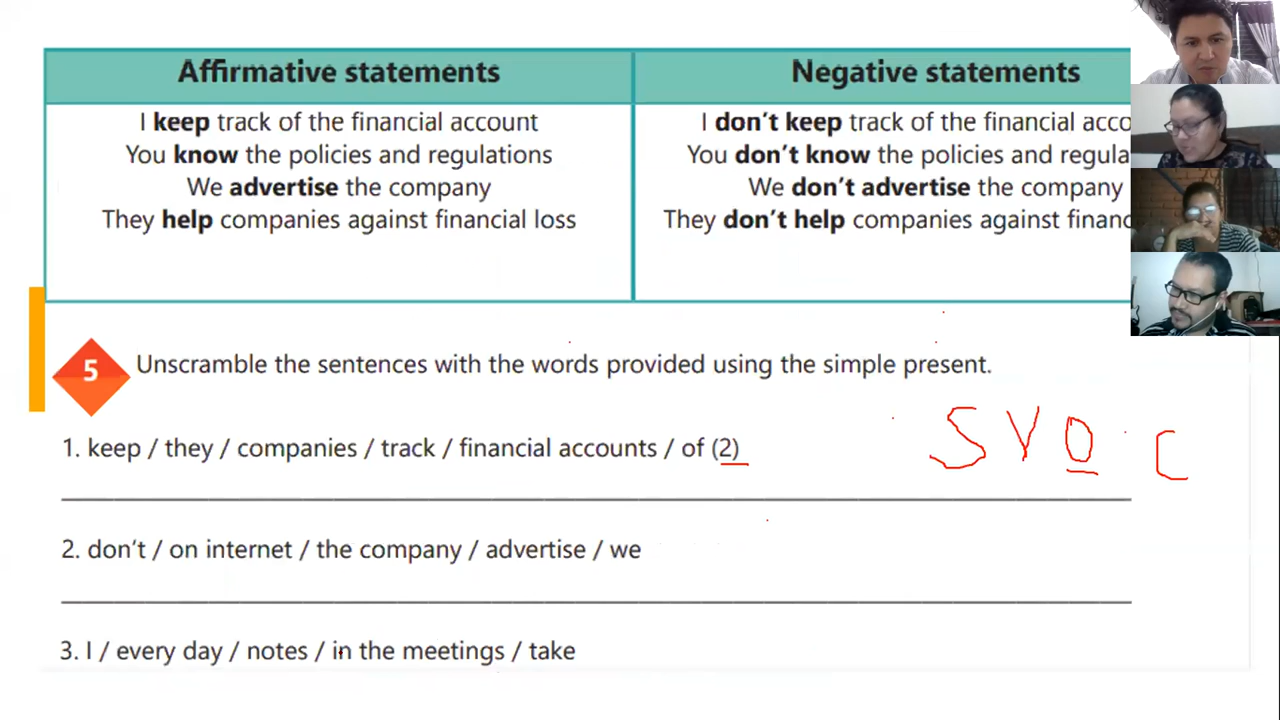 Affirmative statements
Negative statements
I keep track of the financial account
You know the policies and regulations
We advertise the company
They help companies against financial loss
I don't keep track of the financial acco
You don't know the policies and regula
We don't advertise the company
They don't help companies against financ
5
Unscramble the sentences with the words provided using the simple present.
1. keep / they / companies / track / financial accounts / of (2)
S V O C
2. don't / on internet / the company / advertise / we
3. I / every day / notes / in the meetings / take